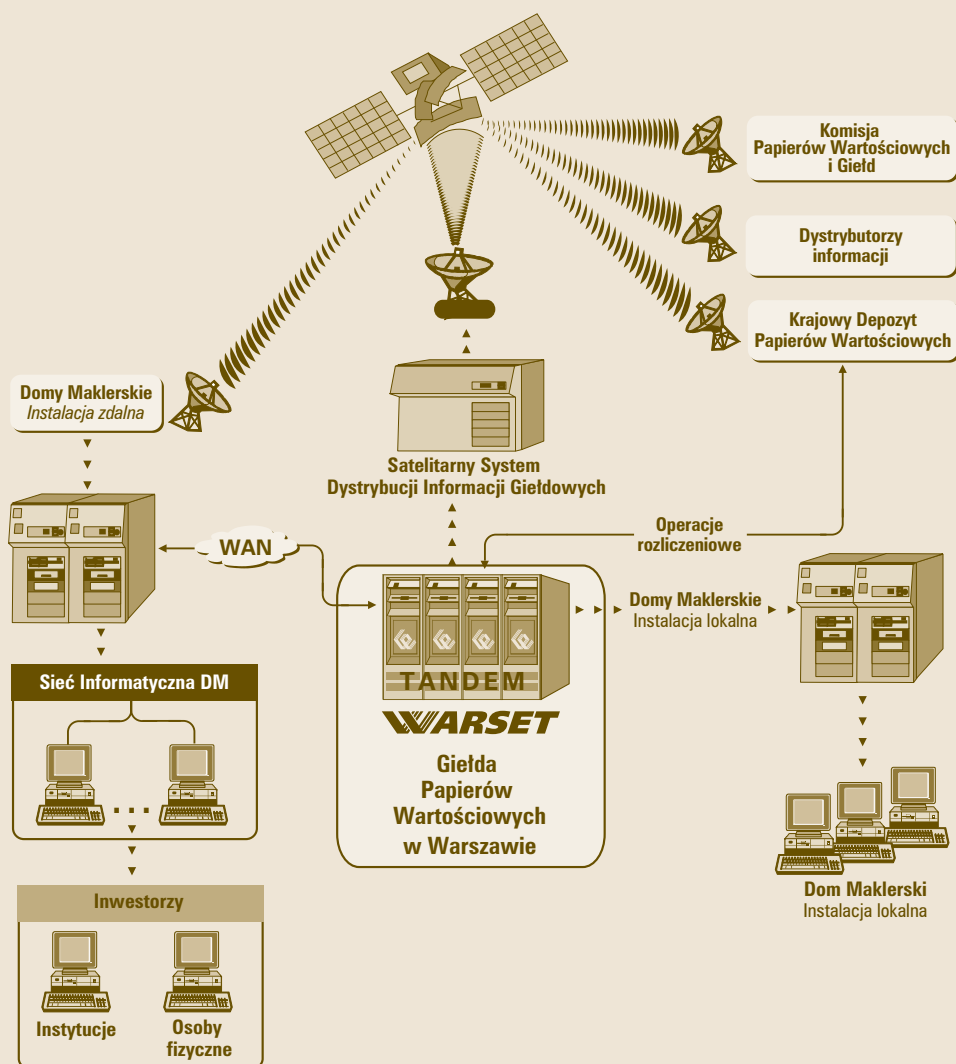 Komisja
Papierów Wartościowych
i Giełd
Dystrybutorzy
informacji
Krajowy Depozyt
Papierów Wartościowych
Domy Maklerskie
Instalacja zdalna
Satelitarny System
Dystrybucji Informacji Giełdowych
Operacje
rozliczeniowe
WAN
Domy Maklerskie
Instalacja lokalna
TANDEM
WARSET
Giełda
Papierów
Wartościowych
w Warszawie
Sieć Informatyczna DM
...
Dom Maklerski
Instalacja lokalna
Inwestorzy
Instytucje
Osoby
fizyczne